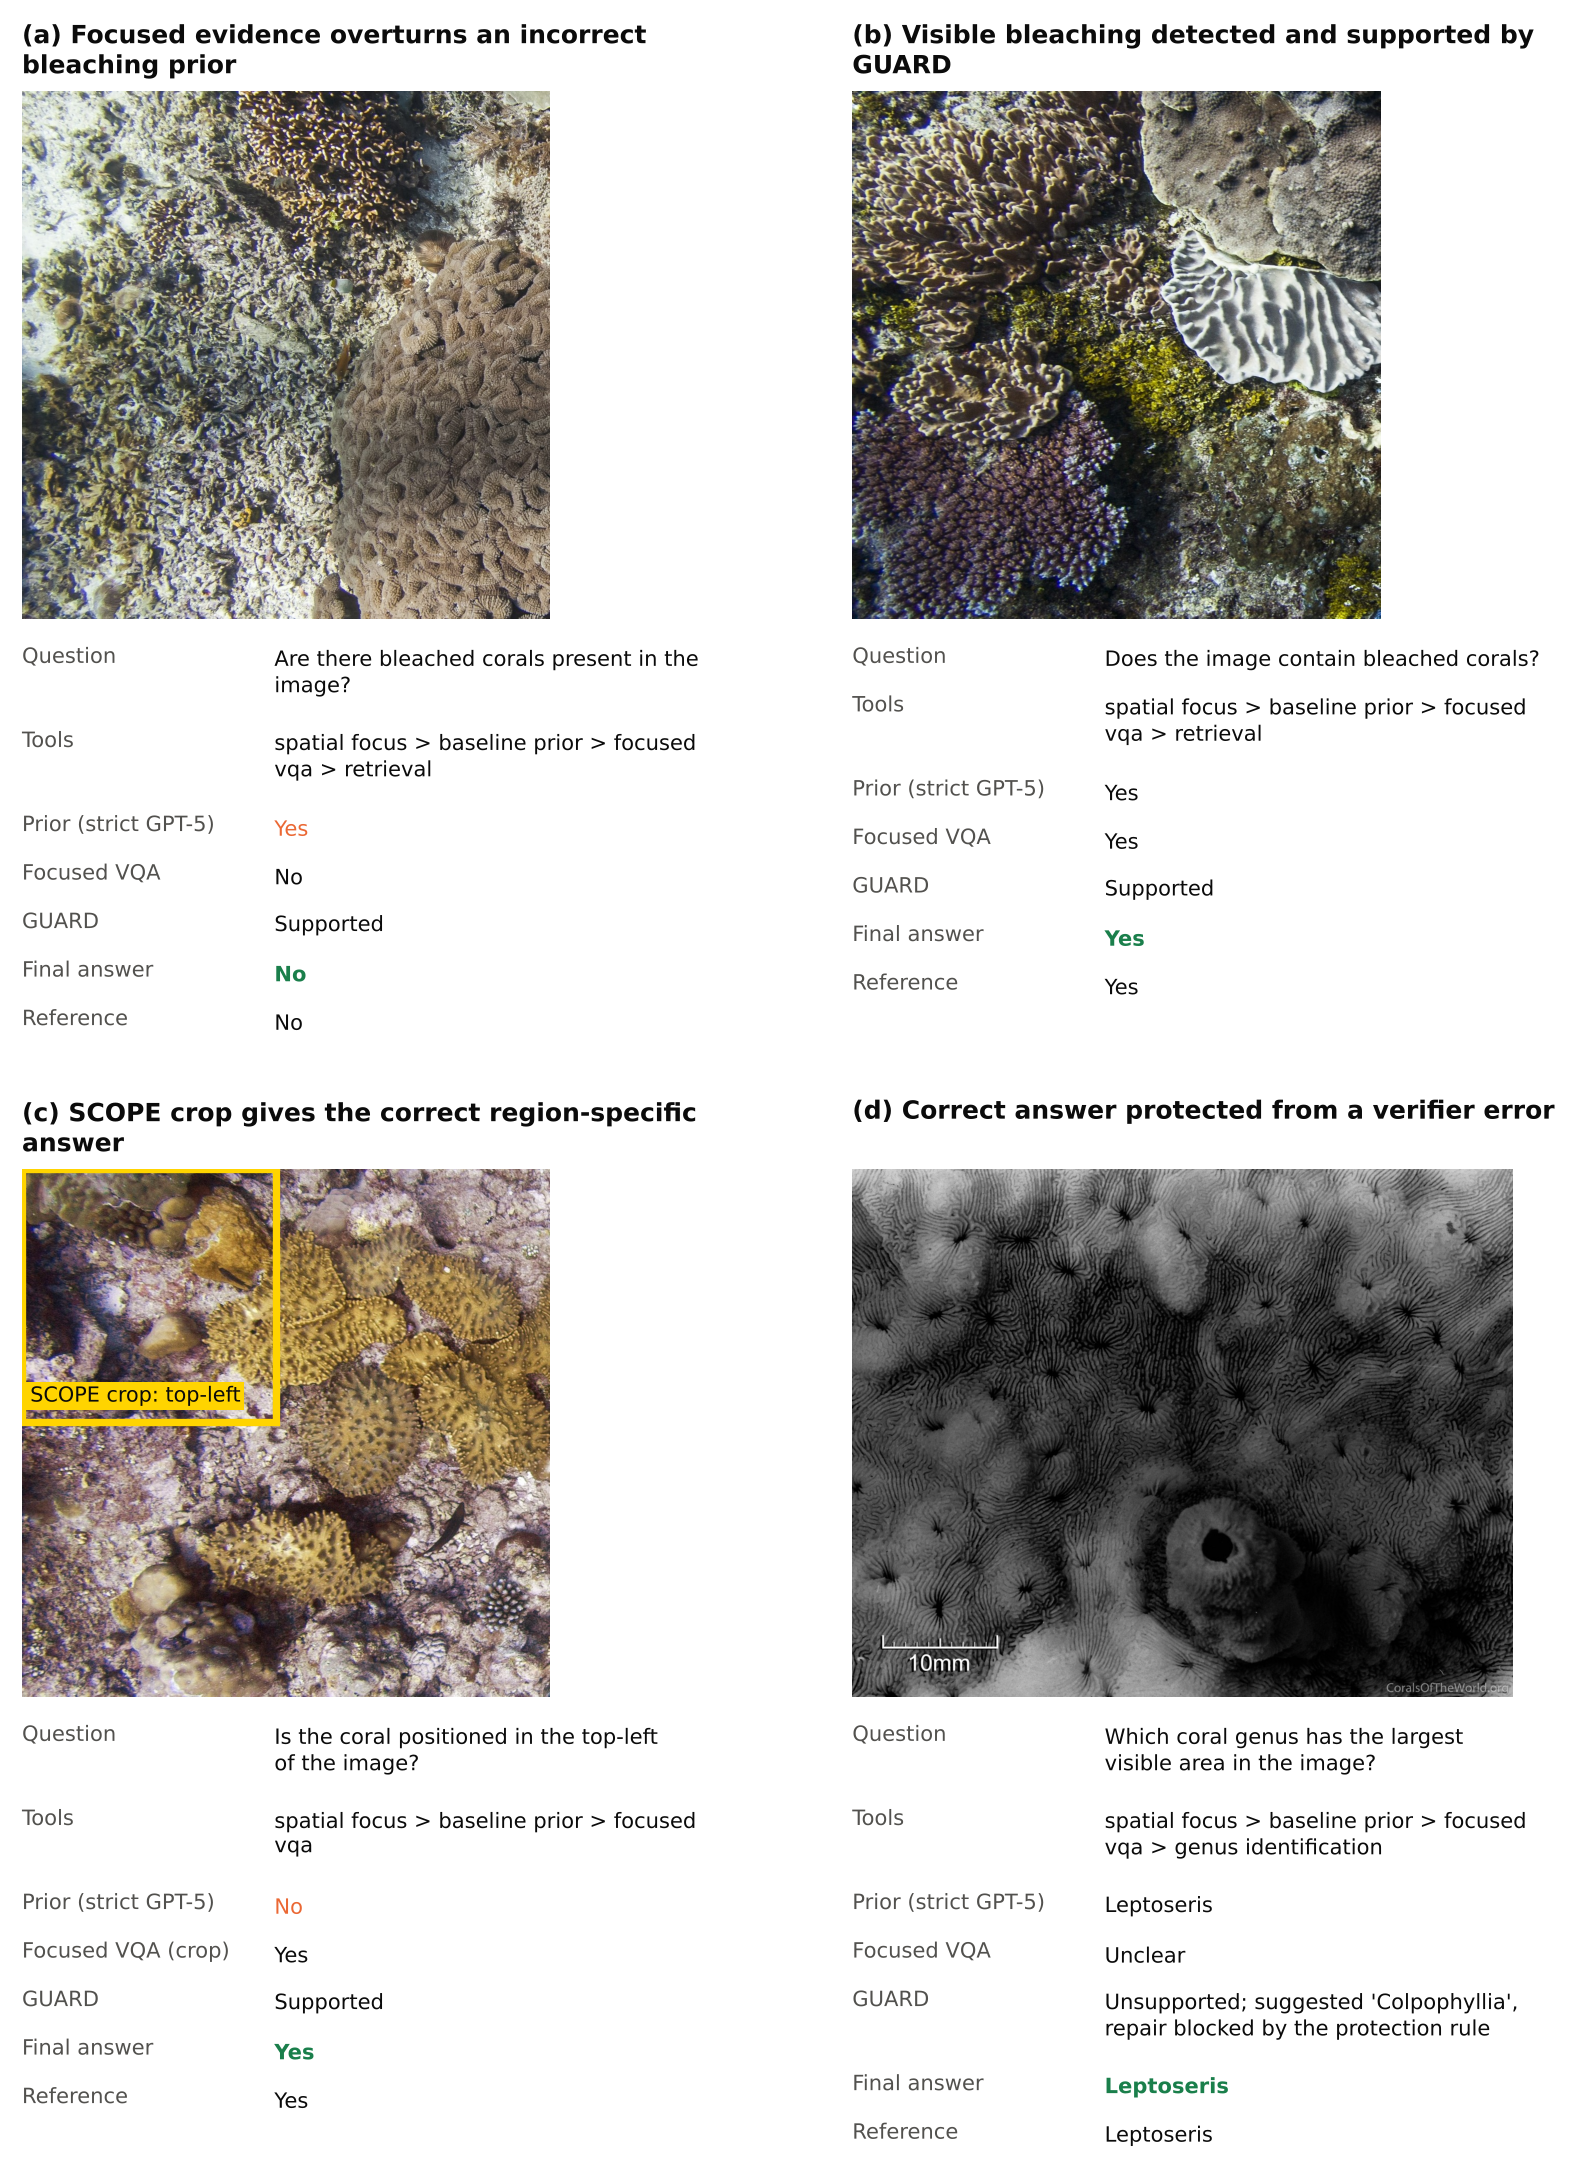 (a) Focused evidence overturns an incorrect
bleaching prior
Question
Are there bleached corals present in the
image?
Tools
spatial focus > baseline prior > focused
vqa > retrieval
Prior (strict GPT-5)
Yes
Focused VQA
No
GUARD
Supported
Final answer
No
Reference
No
(b) Visible bleaching detected and supported by
GUARD
Question
Does the image contain bleached corals?
Tools
spatial focus > baseline prior > focused
vqa > retrieval
Prior (strict GPT-5)
Yes
Focused VQA
Yes
GUARD
Supported
Final answer
Yes
Reference
Yes
(c) SCOPE crop gives the correct region-specific
answer
SCOPE crop: top-left
Question
Is the coral positioned in the top-left
of the image?
Tools
spatial focus > baseline prior > focused
vqa
Prior (strict GPT-5)
No
Focused VQA (crop)
Yes
GUARD
Supported
Final answer
Yes
Reference
Yes
(d) Correct answer protected from a verifier error
10mm
CoralsOfTheWorld.org
Question
Which coral genus has the largest
visible area in the image?
Tools
spatial focus > baseline prior > focused
vqa > genus identification
Prior (strict GPT-5)
Leptoseris
Focused VQA
Unclear
GUARD
Unsupported; suggested 'Colpophyllia',
repair blocked by the protection rule
Final answer
Leptoseris
Reference
Leptoseris